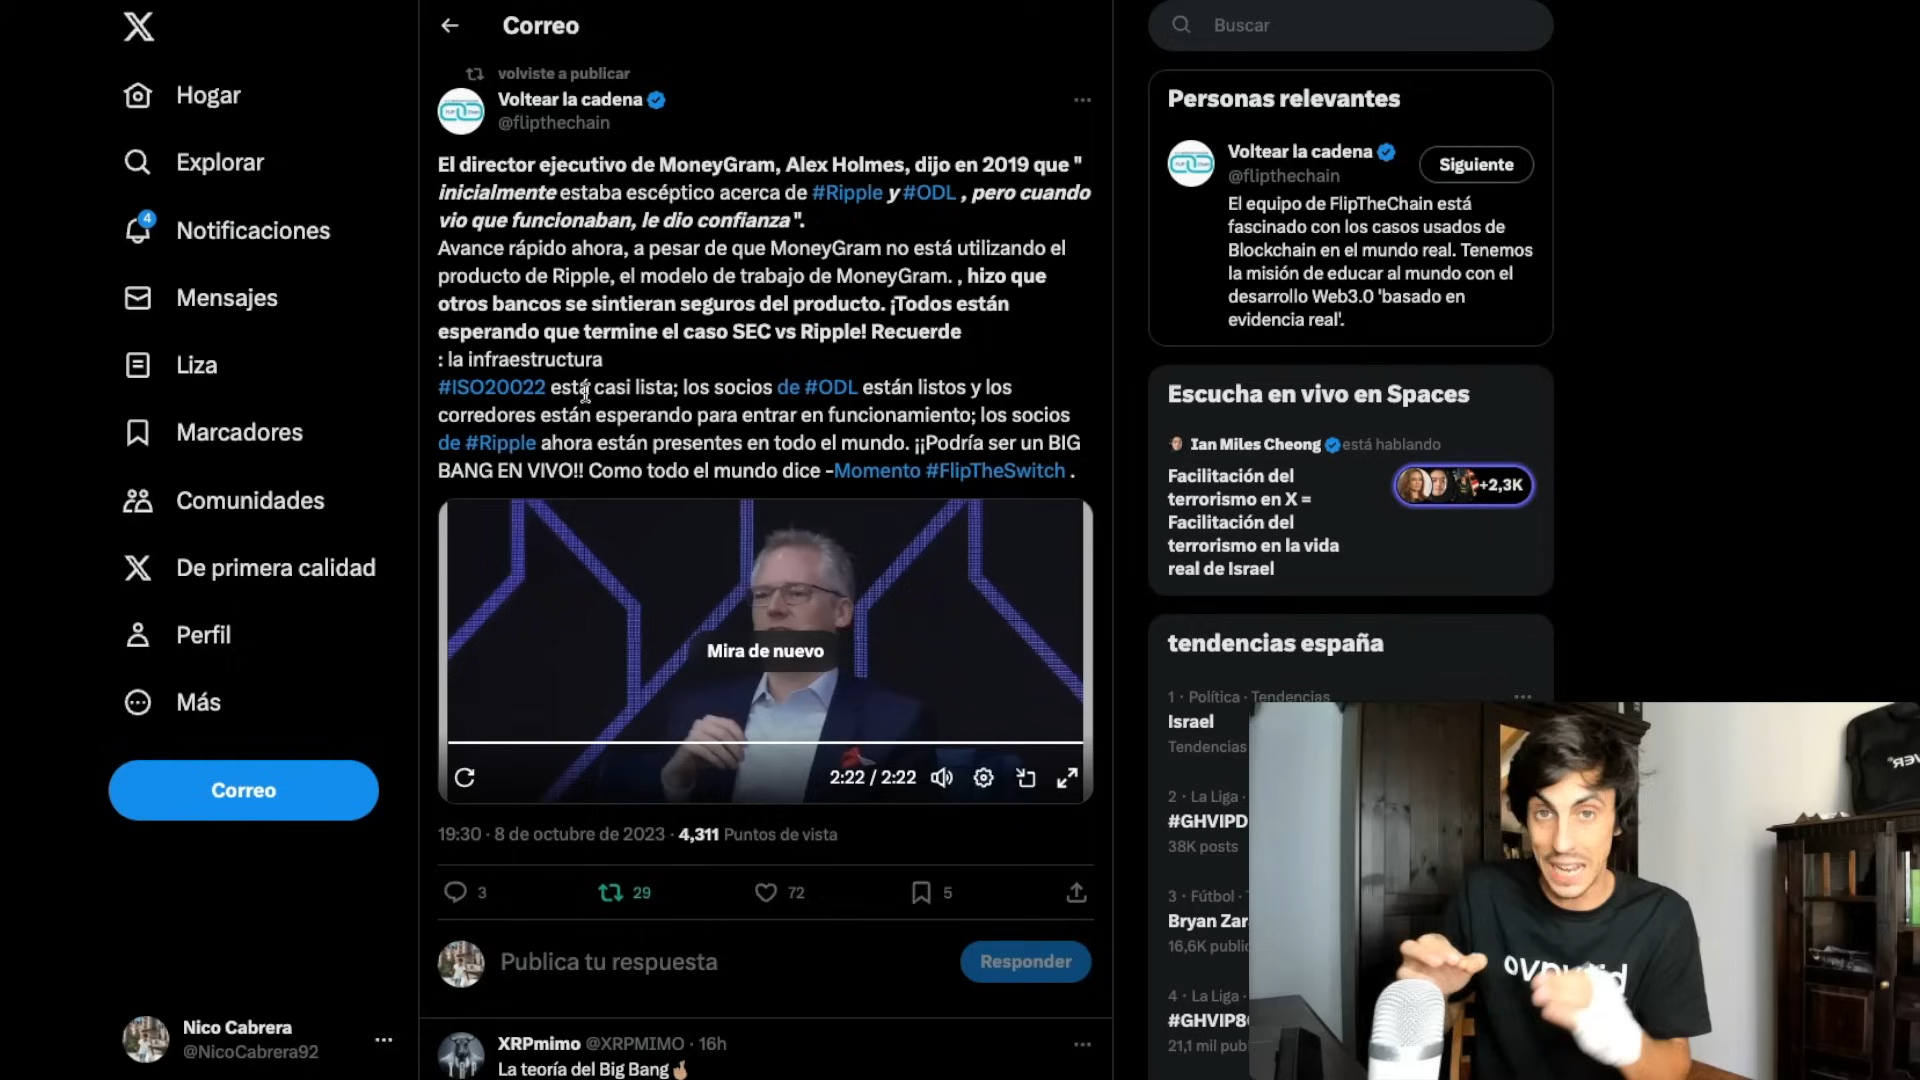 Hogar
Explorar
4
Notificaciones
Mensajes
Liza
Marcadores
Comunidades
De primera calidad
Perfil
Más
Correo
Nico Cabrera
@NicoCabrera92
Correo
volviste a publicar
Voltear la cadena
@flipthechain
El director ejecutivo de MoneyGram, Alex Holmes, dijo en 2019 que "
inicialmente estaba escéptico acerca de #Ripple y #ODL , pero cuando
vio que funcionaban, le dio confianza ".
Avance rápido ahora, a pesar de que MoneyGram no está utilizando el
producto de Ripple, el modelo de trabajo de MoneyGram. , hizo que
otros bancos se sintieran seguros del producto. ¡Todos están
esperando que termine el caso SEC vs Ripple! Recuerde
: la infraestructura
#ISO20022 está casi lista; los socios de #ODL están listos y los
corredores están esperando para entrar en funcionamiento; los socios
de #Ripple ahora están presentes en todo el mundo. ¡¡Podría ser un BIG
BANG EN VIVO!! Como todo el mundo dice -Momento #FlipTheSwitch .
Mira de nuevo
2:22 / 2:22
19:30 · 8 de octubre de 2023 · 4,311 Puntos de vista
3 29 72 5
Publica tu respuesta
Responder
XRPmimo @XRPMIMO · 16h
La teoría del Big Bang
Buscar
Personas relevantes
Voltear la cadena
@flipthechain
Siguiente
El equipo de FlipTheChain está
fascinado con los casos usados de
Blockchain en el mundo real. Tenemos
la misión de educar al mundo con el
desarrollo Web3.0 'basado en
evidencia real'.
Escucha en vivo en Spaces
Ian Miles Cheong está hablando
Facilitación del
terrorismo en X =
Facilitación del
terrorismo en la vida
real de Israel
+2,3K
tendencias españa
1 · Política · Tendencias
Israel
Tendencias
2 · La Liga ·
#GHVIPD
38K posts
3 · Fútbol ·
Bryan Zar
16,6K public
4 · La Liga ·
#GHVIP8
21,1 mil pub